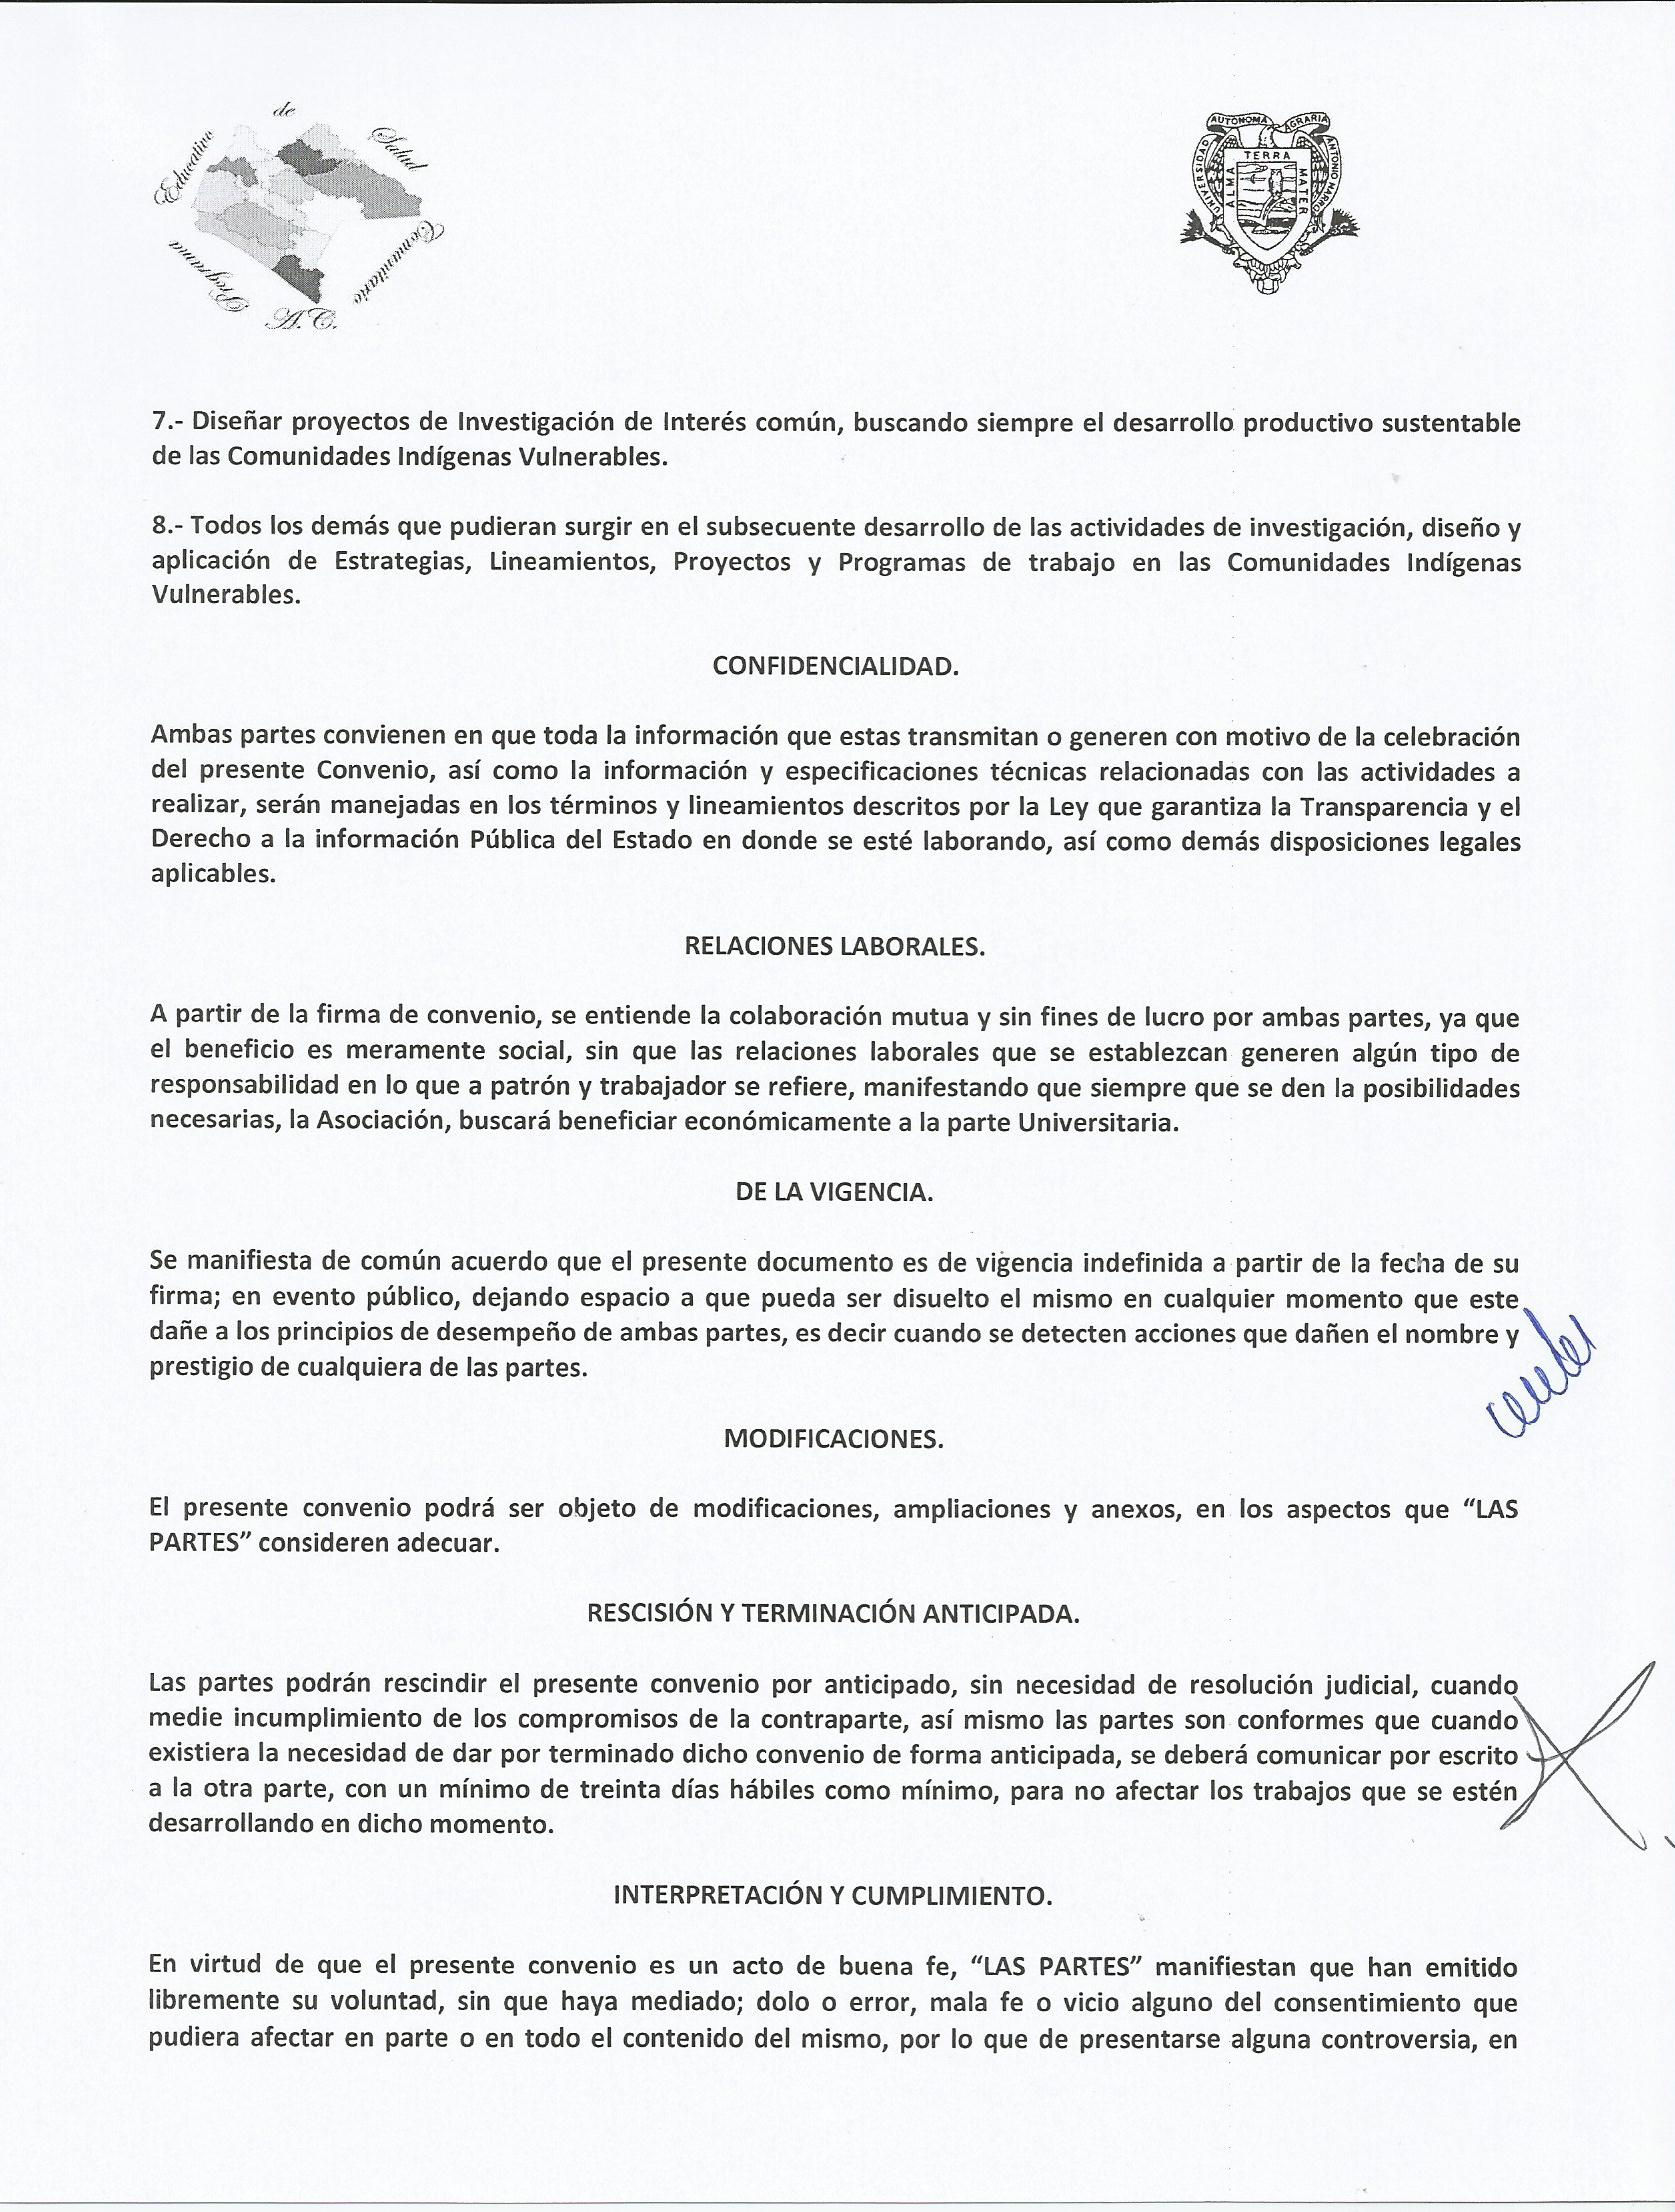 Programa Educativo de Salud Comunitario A.C.
UNIVERSIDAD AUTONOMA AGRARIA ANTONIO NARRO
ALMA TERRA MATER
7.- Diseñar proyectos de Investigación de Interés común, buscando siempre el desarrollo productivo sustentable
de las Comunidades Indígenas Vulnerables.
8.- Todos los demás que pudieran surgir en el subsecuente desarrollo de las actividades de investigación, diseño y
aplicación de Estrategias, Lineamientos, Proyectos y Programas de trabajo en las Comunidades Indígenas
Vulnerables.
CONFIDENCIALIDAD.
Ambas partes convienen en que toda la información que estas transmitan o generen con motivo de la celebración
del presente Convenio, así como la información y especificaciones técnicas relacionadas con las actividades a
realizar, serán manejadas en los términos y lineamientos descritos por la Ley que garantiza la Transparencia y el
Derecho a la información Pública del Estado en donde se esté laborando, así como demás disposiciones legales
aplicables.
RELACIONES LABORALES.
A partir de la firma de convenio, se entiende la colaboración mutua y sin fines de lucro por ambas partes, ya que
el beneficio es meramente social, sin que las relaciones laborales que se establezcan generen algún tipo de
responsabilidad en lo que a patrón y trabajador se refiere, manifestando que siempre que se den la posibilidades
necesarias, la Asociación, buscará beneficiar económicamente a la parte Universitaria.
DE LA VIGENCIA.
Se manifiesta de común acuerdo que el presente documento es de vigencia indefinida a partir de la fecha de su
firma; en evento público, dejando espacio a que pueda ser disuelto el mismo en cualquier momento que este
dañe a los principios de desempeño de ambas partes, es decir cuando se detecten acciones que dañen el nombre y
prestigio de cualquiera de las partes.
MODIFICACIONES.
El presente convenio podrá ser objeto de modificaciones, ampliaciones y anexos, en los aspectos que “LAS
PARTES” consideren adecuar.
RESCISIÓN Y TERMINACIÓN ANTICIPADA.
Las partes podrán rescindir el presente convenio por anticipado, sin necesidad de resolución judicial, cuando
medie incumplimiento de los compromisos de la contraparte, así mismo las partes son conformes que cuando
existiera la necesidad de dar por terminado dicho convenio de forma anticipada, se deberá comunicar por escrito
a la otra parte, con un mínimo de treinta días hábiles como mínimo, para no afectar los trabajos que se estén
desarrollando en dicho momento.
INTERPRETACIÓN Y CUMPLIMIENTO.
En virtud de que el presente convenio es un acto de buena fe, “LAS PARTES” manifiestan que han emitido
libremente su voluntad, sin que haya mediado; dolo o error, mala fe o vicio alguno del consentimiento que
pudiera afectar en parte o en todo el contenido del mismo, por lo que de presentarse alguna controversia, en